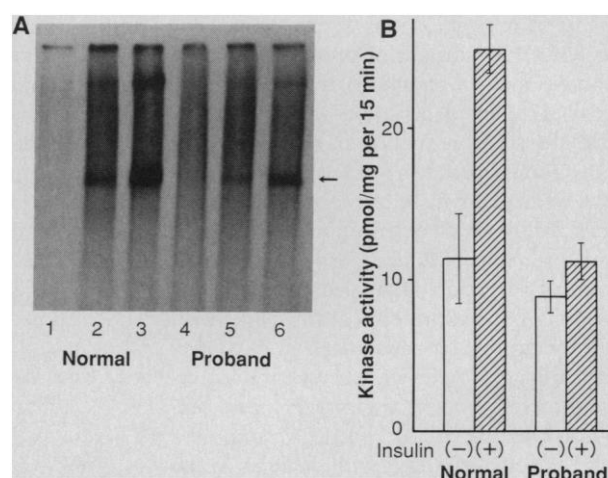 A
1 2 3 4 5 6
Normal Proband
←
B
Kinase activity (pmol/mg per 15 min)
20
10
0
Insulin (−)(+) (−)(+)
Normal Proband